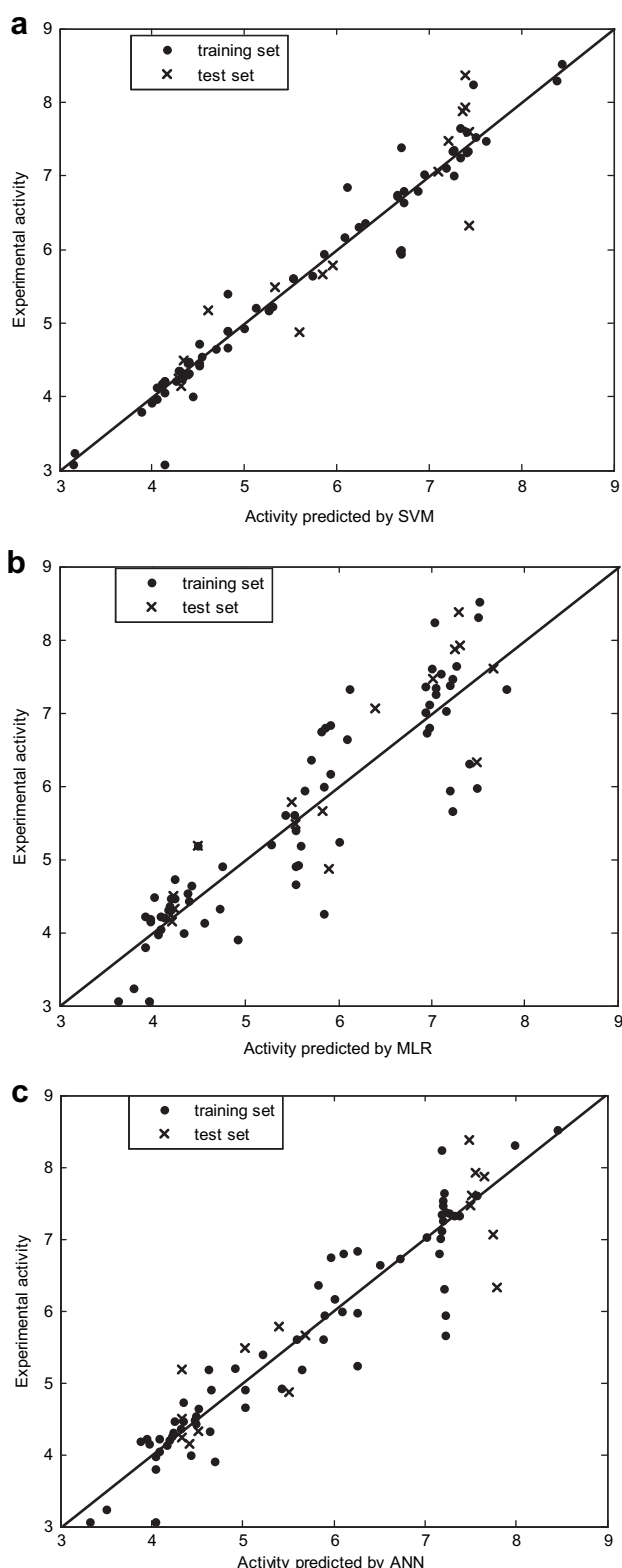 a
training set
test set
9
8
7
6
5
4
3
Experimental activity
3 4 5 6 7 8 9
Activity predicted by SVM
b
training set
test set
9
8
7
6
5
4
3
Experimental activity
3 4 5 6 7 8 9
Activity predicted by MLR
c
training set
test set
9
8
7
6
5
4
3
Experimental activity
3 4 5 6 7 8 9
Activity predicted by ANN